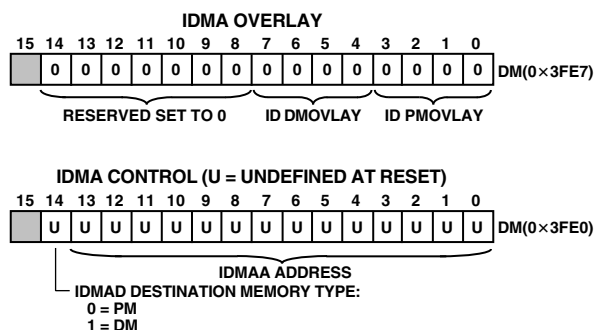 IDMA OVERLAY
15 14 13 12 11 10 9 8 7 6 5 4 3 2 1 0
0 0 0 0 0 0 0 0 0 0 0 0 0 0 0 DM(0×3FE7)
RESERVED SET TO 0 ID DMOVLAY ID PMOVLAY
IDMA CONTROL (U = UNDEFINED AT RESET)
15 14 13 12 11 10 9 8 7 6 5 4 3 2 1 0
U U U U U U U U U U U U U U U DM(0×3FE0)
IDMAA ADDRESS
IDMAD DESTINATION MEMORY TYPE:
0 = PM
1 = DM